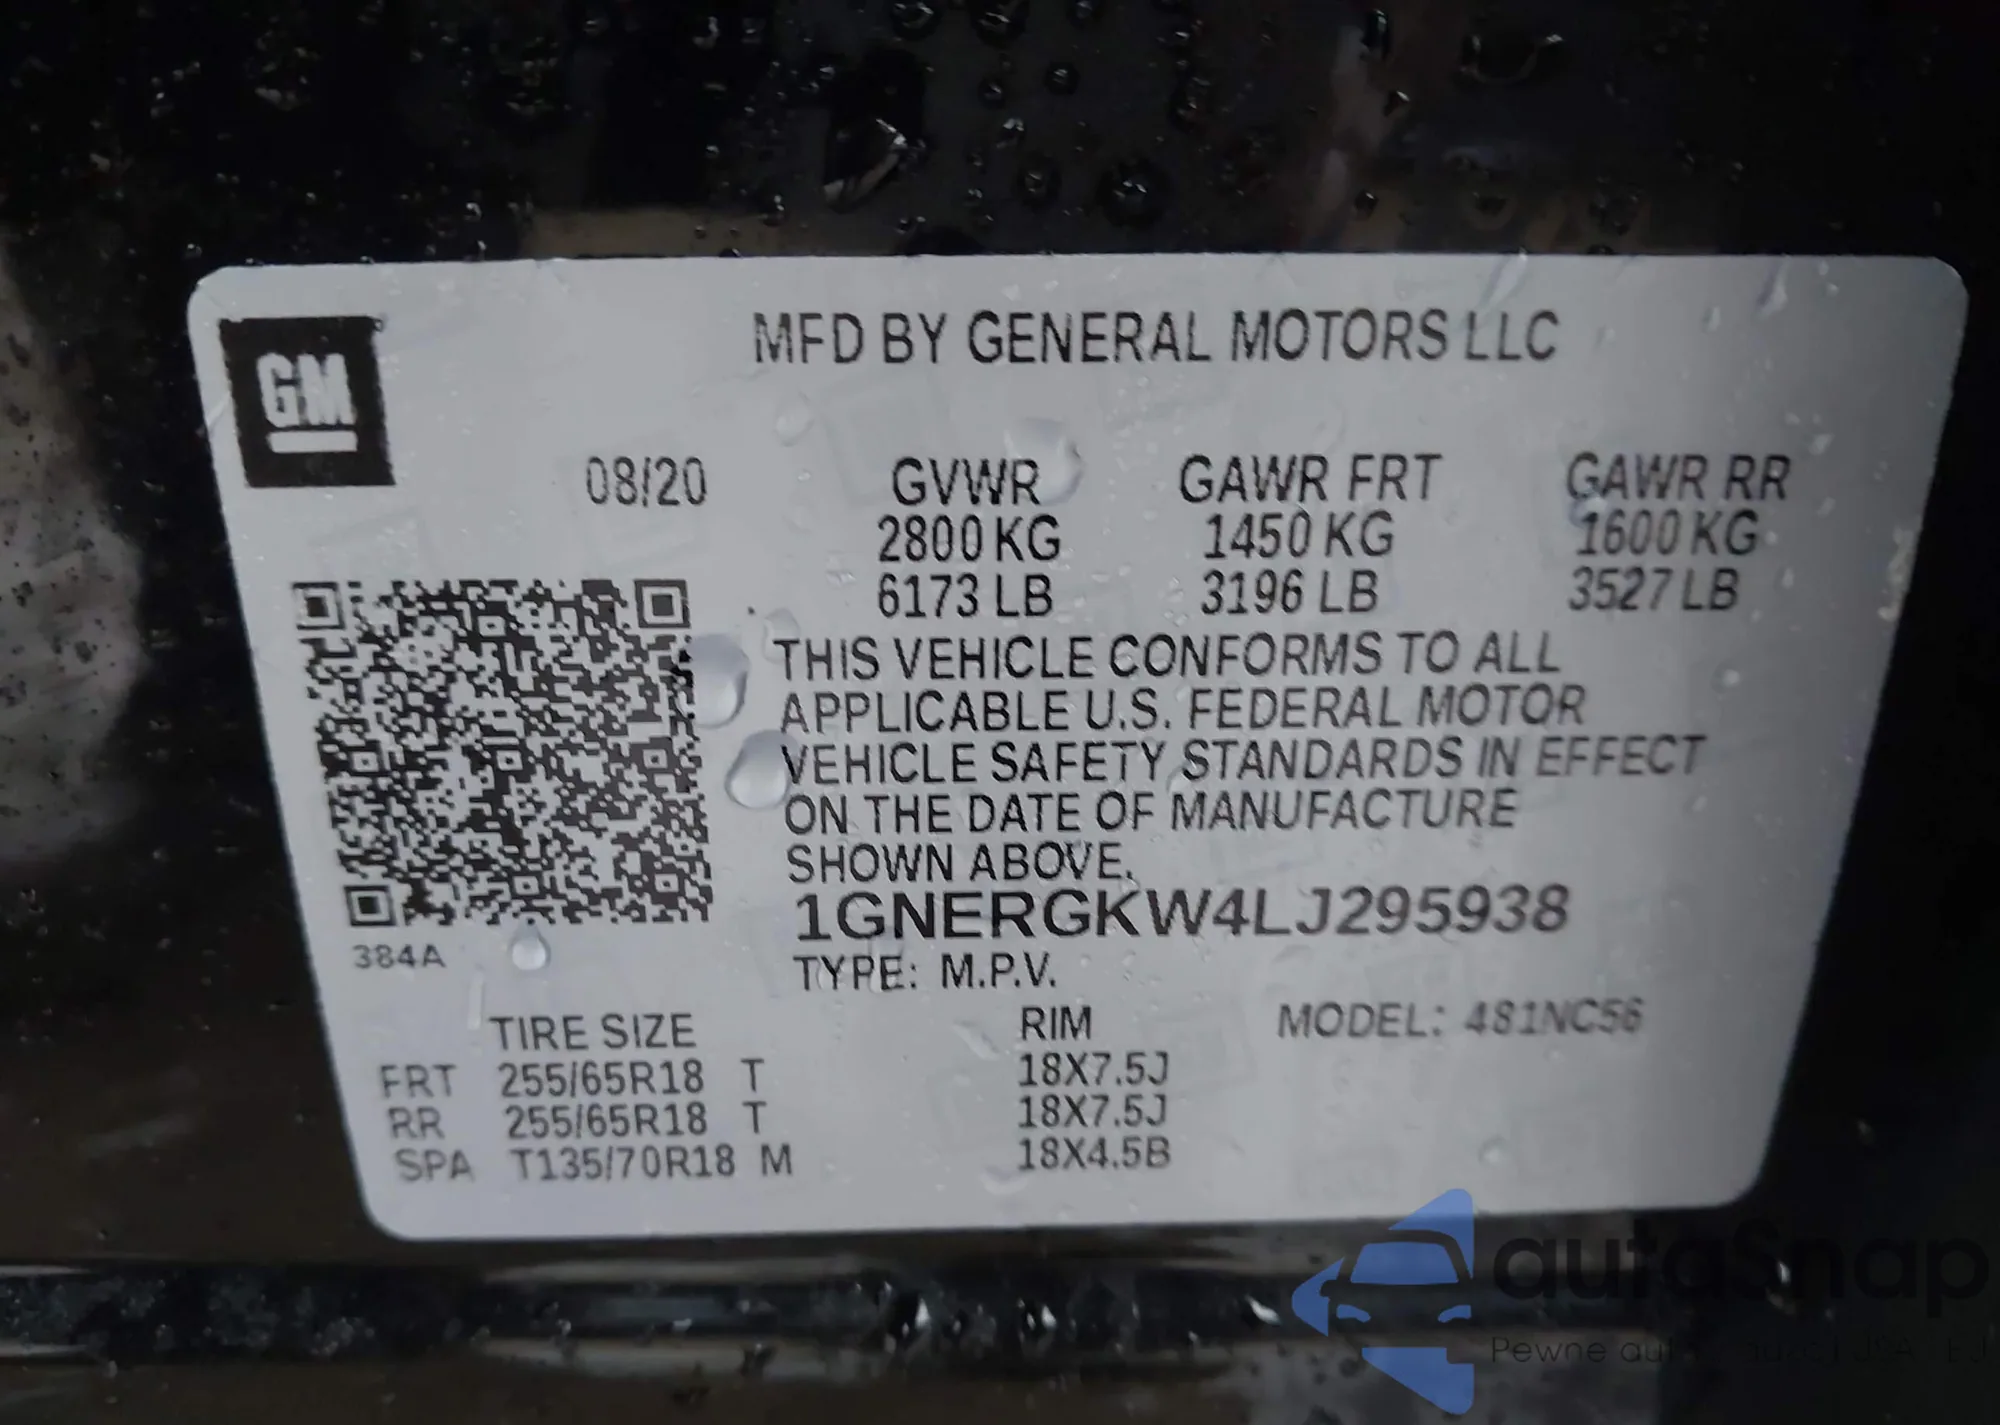 GM
MFD BY GENERAL MOTORS LLC
08/20 GVWR GAWR FRT GAWR RR
2800 KG 1450 KG 1600 KG
6173 LB 3196 LB 3527 LB
THIS VEHICLE CONFORMS TO ALL
APPLICABLE U.S. FEDERAL MOTOR
VEHICLE SAFETY STANDARDS IN EFFECT
ON THE DATE OF MANUFACTURE
SHOWN ABOVE.
1GNERGKW4LJ295938
384A
TYPE: M.P.V.
TIRE SIZE RIM MODEL: 481NC56
FRT 255/65R18 T 18X7.5J
RR 255/65R18 T 18X7.5J
SPA T135/70R18 M 18X4.5B
autaSnap
Pewne